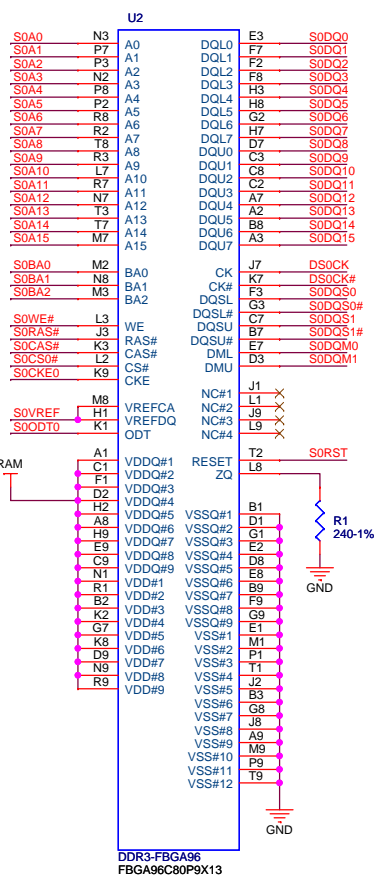 U2
S0A0 N3 A0 DQL0 E3 S0DQ0
S0A1 P7 A1 DQL1 F7 S0DQ1
S0A2 P3 A2 DQL2 F2 S0DQ2
S0A3 N2 A3 DQL3 F8 S0DQ3
S0A4 P8 A4 DQL4 H3 S0DQ4
S0A5 P2 A5 DQL5 H8 S0DQ5
S0A6 R8 A6 DQL6 G2 S0DQ6
S0A7 R2 A7 DQL7 H7 S0DQ7
S0A8 T8 A8 DQU0 D7 S0DQ8
S0A9 R3 A9 DQU1 C3 S0DQ9
S0A10 L7 A10 DQU2 C8 S0DQ10
S0A11 R7 A11 DQU3 C2 S0DQ11
S0A12 N7 A12 DQU4 A7 S0DQ12
S0A13 T3 A13 DQU5 A2 S0DQ13
S0A14 T7 A14 DQU6 B8 S0DQ14
S0A15 M7 A15 DQU7 A3 S0DQ15
S0BA0 M2 BA0 CK J7 DS0CK
S0BA1 N8 BA1 CK# K7 DS0CK#
S0BA2 M3 BA2 DQSL F3 S0DQS0
DQSL# G3 S0DQS0#
S0WE# L3 WE DQSU C7 S0DQS1
S0RAS# J3 RAS# DQSU# B7 S0DQS1#
S0CAS# K3 CAS# DML E7 S0DQM0
S0CS0# L2 CS# DMU D3 S0DQM1
S0CKE0 K9 CKE
NC#1 J1
M8 VREFCA NC#2 L1
S0VREF H1 VREFDQ NC#3 J9
S0ODT0 K1 ODT NC#4 L9
A1 VDDQ#1 RESET T2 S0RST
RAM C1 VDDQ#2 ZQ L8
F1 VDDQ#3
D2 VDDQ#4
H2 VDDQ#5 VSSQ#1 B1
A8 VDDQ#6 VSSQ#2 D1 R1
H9 VDDQ#7 VSSQ#3 G1 240-1%
E9 VDDQ#8 VSSQ#4 E2
C9 VDDQ#9 VSSQ#5 D8
N1 VDD#1 VSSQ#6 E8 GND
R1 VDD#2 VSSQ#7 B9
B2 VDD#3 VSSQ#8 F9
K2 VDD#4 VSSQ#9 G9
G7 VDD#5 VSS#1 E1
K8 VDD#6 VSS#2 M1
D9 VDD#7 VSS#3 P1
N9 VDD#8 VSS#4 T1
R9 VDD#9 VSS#5 J2
VSS#6 B3
VSS#7 G8
VSS#8 J8
VSS#9 A9
VSS#10 M9
VSS#11 P9
VSS#12 T9
GND
DDR3-FBGA96
FBGA96C80P9X13